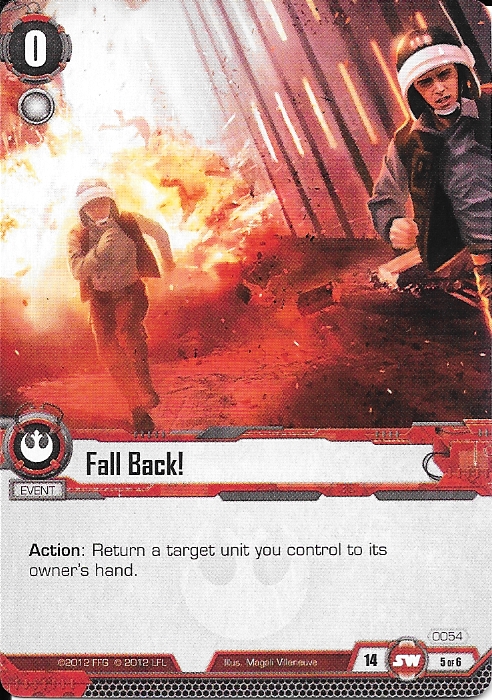 0
Fall Back!
EVENT
Action: Return a target unit you control to its
owner's hand.
0054
©2012 FFG © 2012 LFL
Illus. Magali Villeneuve
14
SW
5 of 6